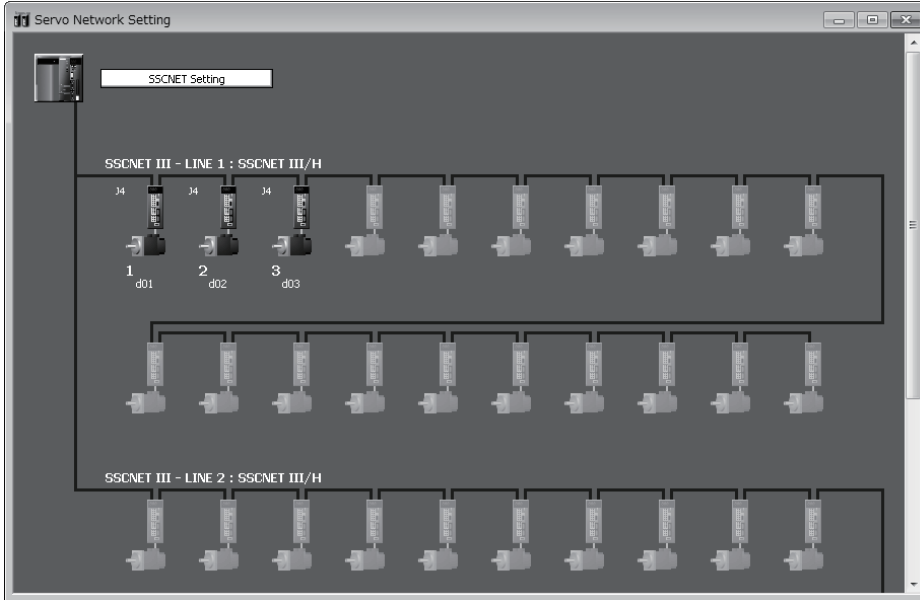 Servo Network Setting
SSCNET Setting
SSCNET III - LINE 1 : SSCNET III/H
J4 J4 J4
1 2 3
d01 d02 d03
SSCNET III - LINE 2 : SSCNET III/H